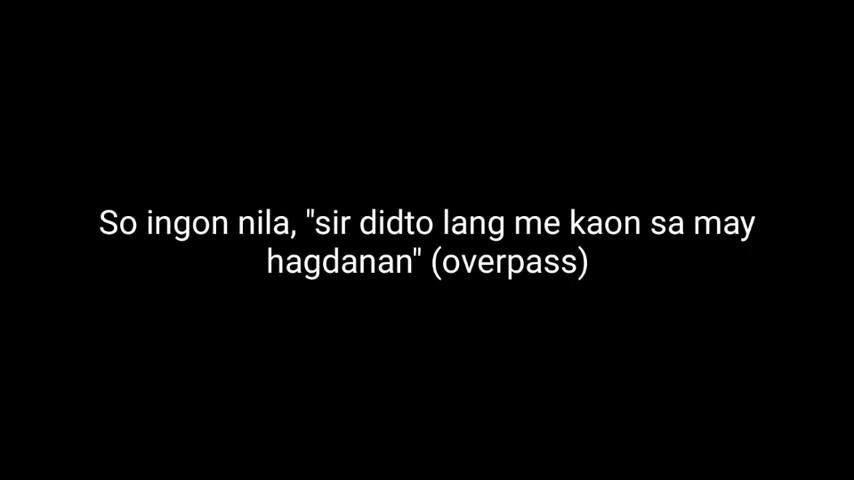 So ingon nila, "sir didto lang me kaon sa may
hagdanan" (overpass)